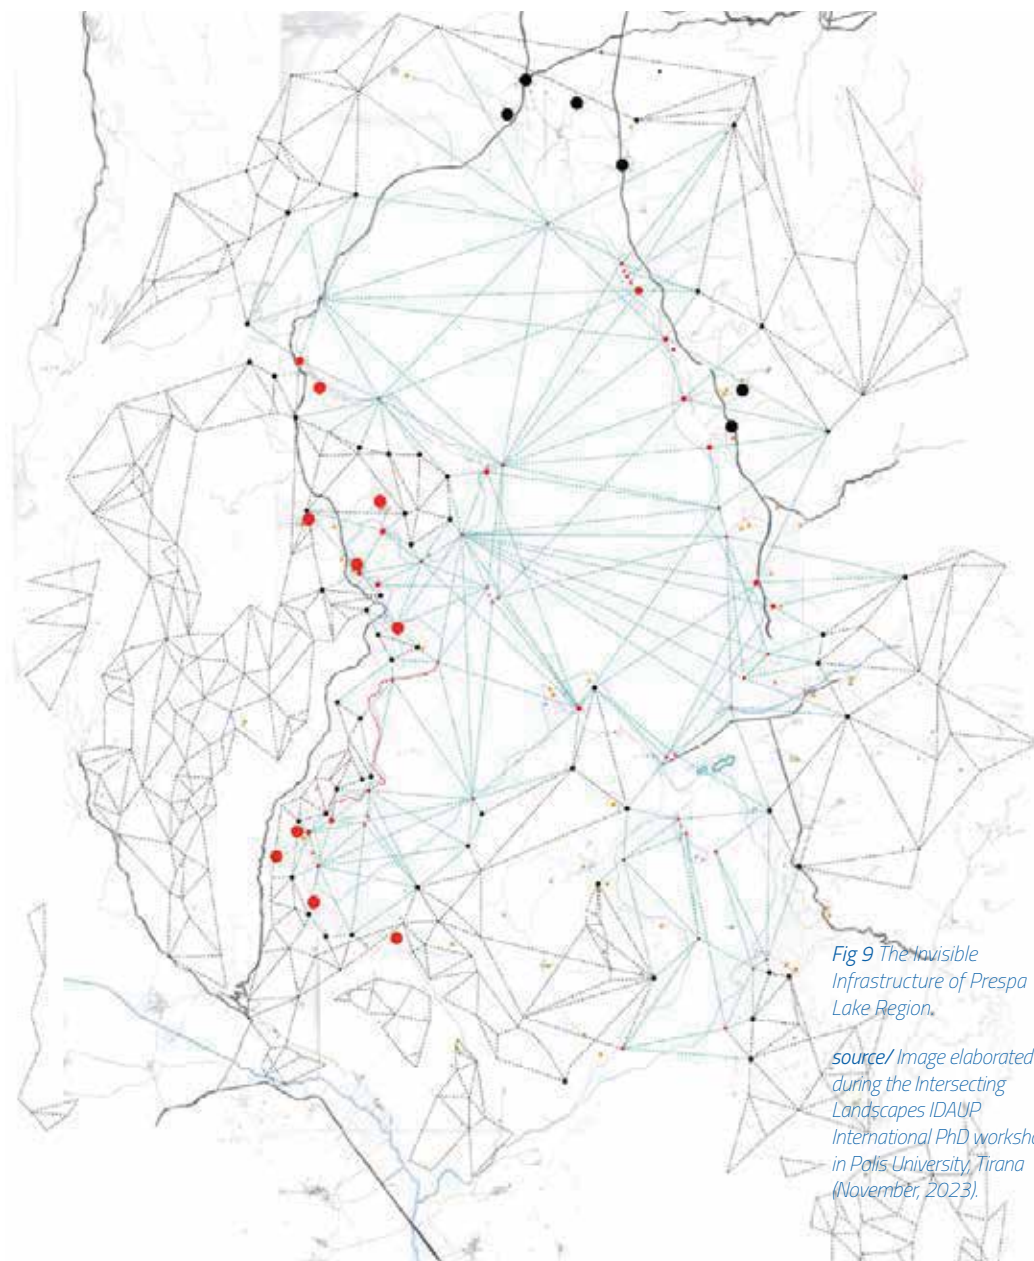 Fig 9 The Invisible
Infrastructure of Prespa
Lake Region.
source/ Image elaborated
during the Intersecting
Landscapes IDAUP
International PhD worksho
in Polis University, Tirana
(November, 2023).